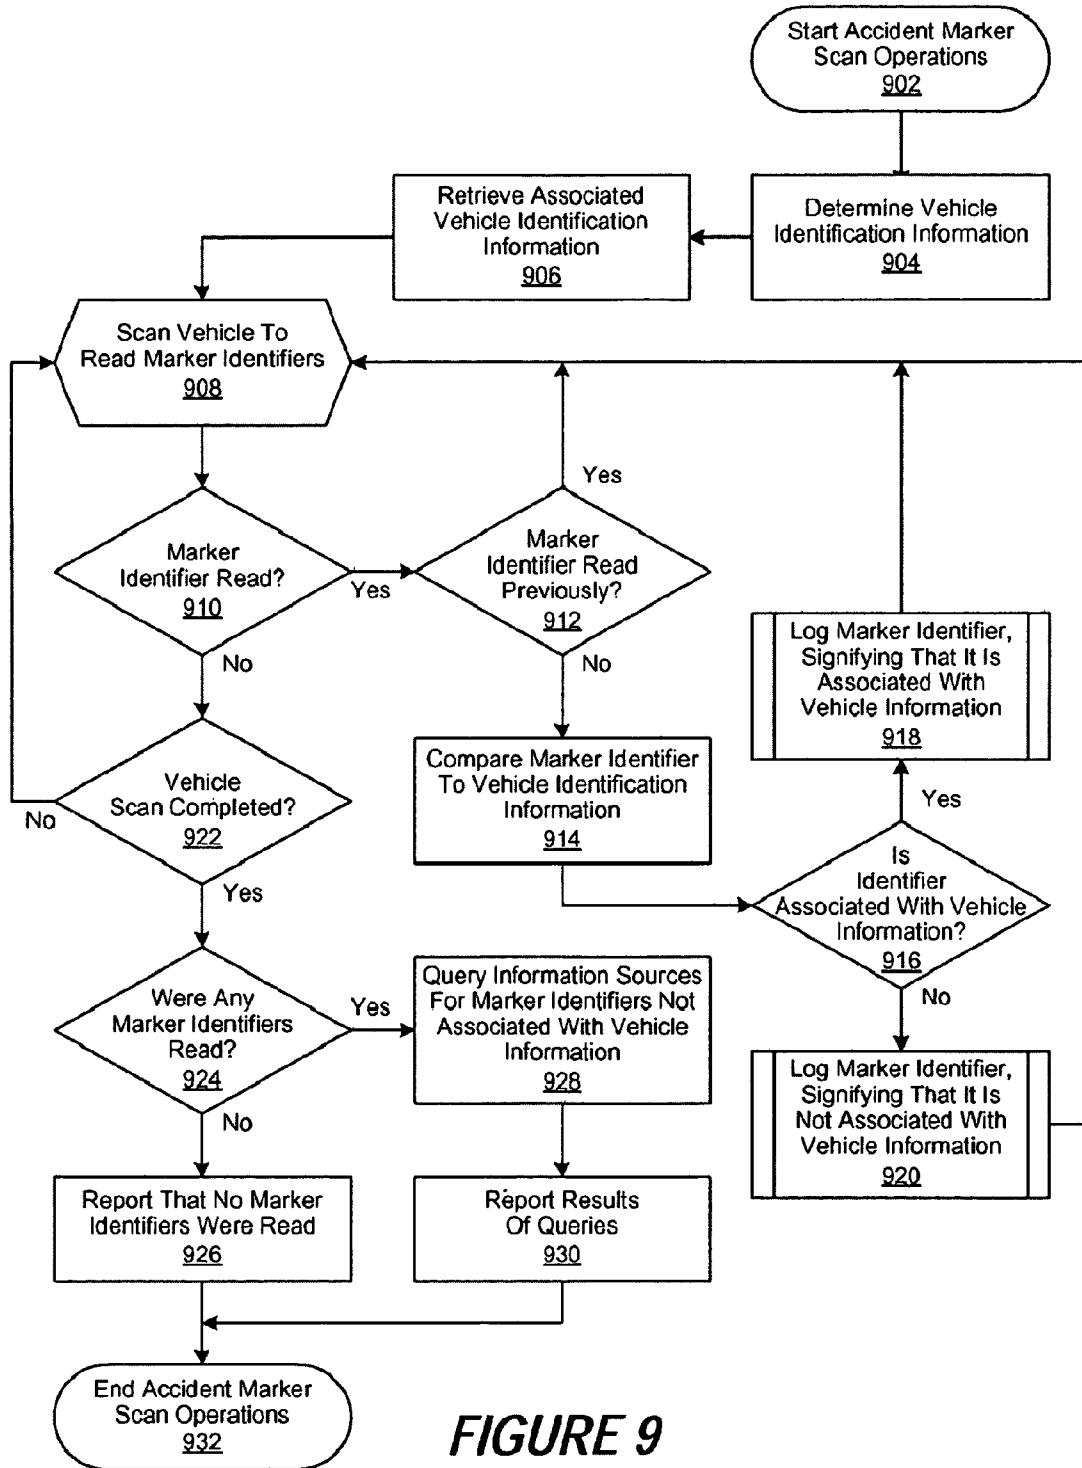 Start Accident Marker
Scan Operations
902
Determine Vehicle
Identification Information
904
Retrieve Associated
Vehicle Identification
Information
906
Scan Vehicle To
Read Marker Identifiers
908
Marker
Identifier Read?
910
Yes
No
Marker
Identifier Read
Previously?
912
Yes
No
Compare Marker Identifier
To Vehicle Identification
Information
914
Is
Identifier
Associated With Vehicle
Information?
916
Yes
No
Log Marker Identifier,
Signifying That It Is
Associated With
Vehicle Information
918
Log Marker Identifier,
Signifying That It Is
Not Associated With
Vehicle Information
920
Vehicle
Scan Completed?
922
No
Yes
Were Any
Marker Identifiers
Read?
924
Yes
No
Query Information Sources
For Marker Identifiers Not
Associated With Vehicle
Information
928
Report That No Marker
Identifiers Were Read
926
Report Results
Of Queries
930
End Accident Marker
Scan Operations
932
FIGURE 9